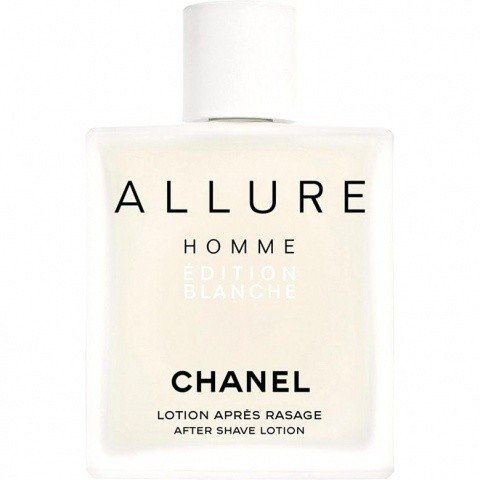 ALLURE
HOMME
ÉDITION
BLANCHE
CHANEL
LOTION APRÈS RASAGE
AFTER SHAVE LOTION